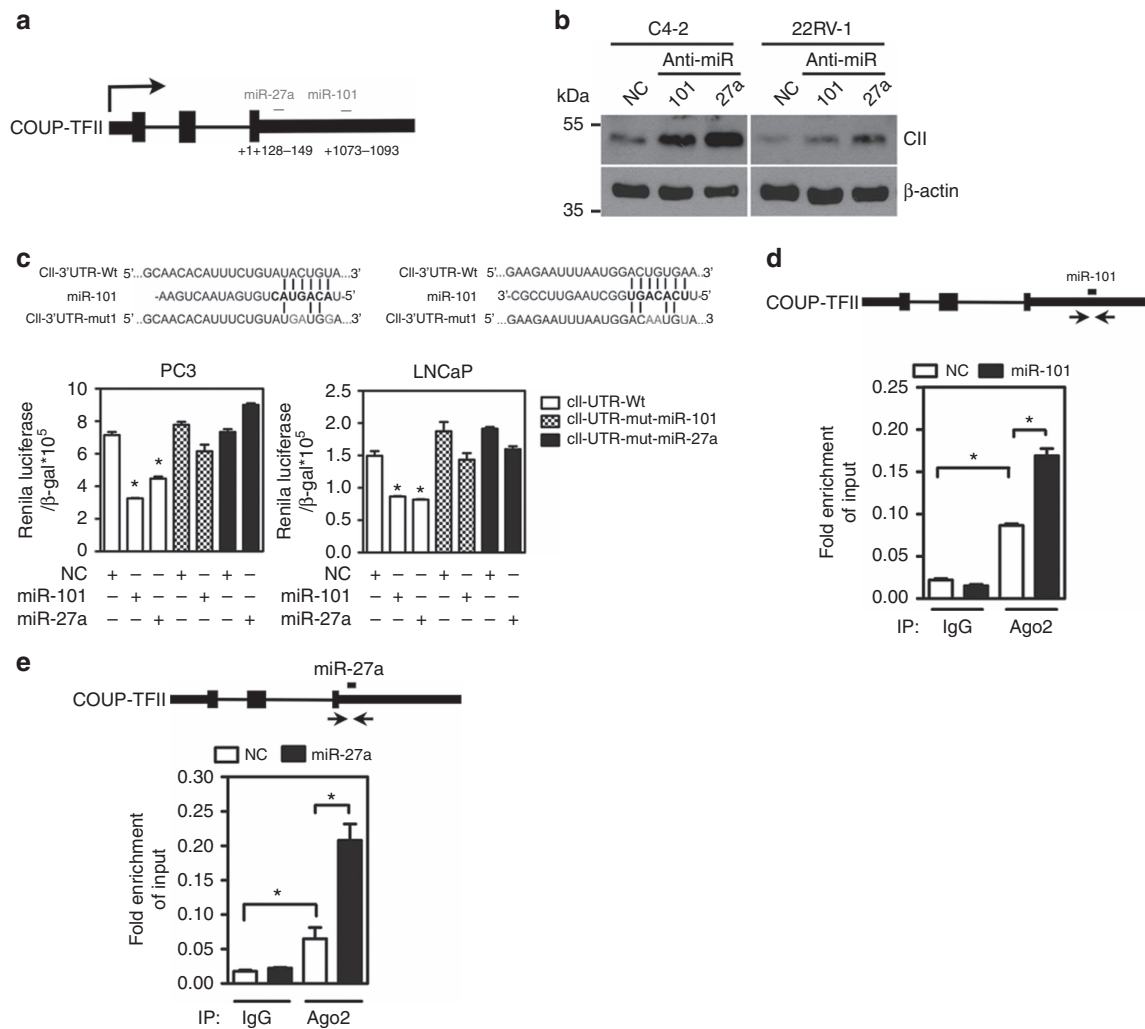 a
miR-27a miR-101
COUP-TFII
+1+128–149 +1073–1093
b
C4-2 22RV-1
Anti-miR Anti-miR
kDa NC 101 27a NC 101 27a
55
CII
β-actin
35
c
CII-3'UTR-Wt 5'...GCAACACAUUUCUGUAUACUGUA...3'
miR-101 -AAGUCAAUAGUGUCAUGACAU-5'
CII-3'UTR-mut1 5'...GCAACACAUUUCUGUAUGAUGGA...3'
CII-3'UTR-Wt 5'...GAAGAAUUUAAUGGACUGUGAA...3'
miR-101 3'-CGCCUUGAAUCGGUGACACUU-5'
CII-3'UTR-mut1 5'...GAAGAAUUUAAUGGACAAUGUA...3
PC3
Renila luciferase
/β-gal*10⁵
10
8
6
4
2
0
* *
NC + – – + – + –
miR-101 – + – – + – –
miR-27a – – + – – – +
LNCaP
Renila luciferase
/β-gal*10⁵
2.5
2.0
1.5
1.0
0.5
0.0
* *
NC + – – + – + –
miR-101 – + – – + – –
miR-27a – – + – – – +
cII-UTR-Wt
cII-UTR-mut-miR-101
cII-UTR-mut-miR-27a
d
miR-101
COUP-TFII
NC miR-101
Fold enrichment
of input
0.25
0.20
0.15
0.10
0.05
0.00
*
*
IP: IgG Ago2
e
miR-27a
COUP-TFII
NC miR-27a
Fold enrichment
of input
0.30
0.25
0.20
0.15
0.10
0.05
0.00
*
*
IP: IgG Ago2